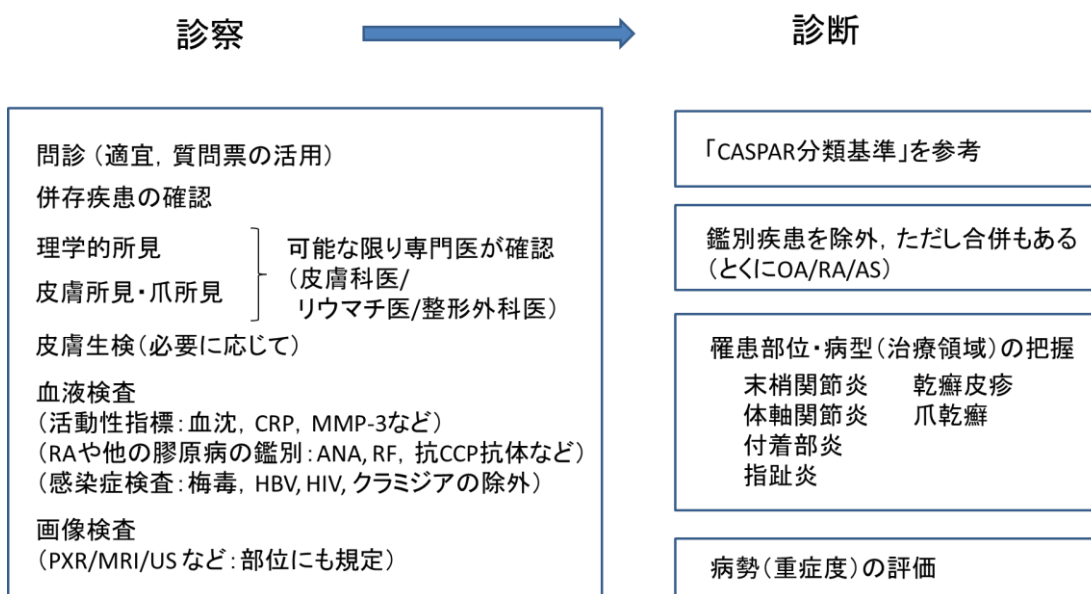 診察
診断
問診（適宜，質問票の活用）
併存疾患の確認
理学的所見
皮膚所見・爪所見
可能な限り専門医が確認
（皮膚科医/
リウマチ医/整形外科医）
皮膚生検（必要に応じて）
血液検査
（活動性指標：血沈，CRP，MMP-3など）
（RAや他の膠原病の鑑別：ANA, RF，抗CCP抗体など）
（感染症検査：梅毒，HBV, HIV, クラミジアの除外）
画像検査
（PXR/MRI/US など：部位にも規定）
「CASPAR分類基準」を参考
鑑別疾患を除外，ただし合併もある
（とくにOA/RA/AS）
罹患部位・病型（治療領域）の把握
末梢関節炎 乾癬皮疹
体軸関節炎 爪乾癬
付着部炎
指趾炎
病勢（重症度）の評価